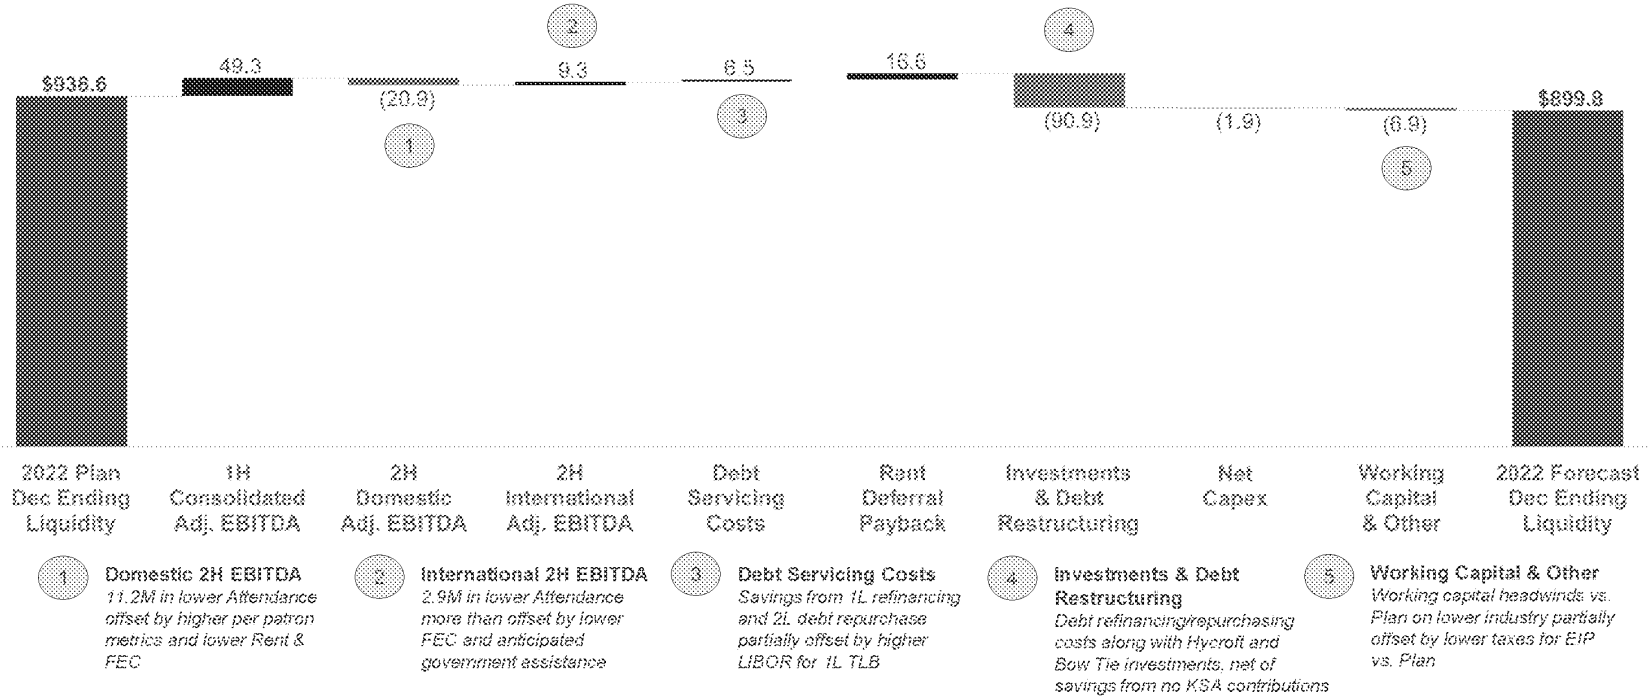 2
4
49.3
9.3
6.5
16.6
$938.6
(20.9)
$899.8
3
(90.9)
(1.9)
(6.9)
1
5
2022 Plan
Dec Ending
Liquidity
1H
Consolidated
Adj. EBITDA
2H
Domestic
Adj. EBITDA
2H
International
Adj. EBITDA
Debt
Servicing
Costs
Rent
Deferral
Payback
Investments
& Debt
Restructuring
Net
Capex
Working
Capital
& Other
2022 Forecast
Dec Ending
Liquidity
1
Domestic 2H EBITDA
11.2M in lower Attendance
offset by higher per patron
metrics and lower Rent &
FEC
2
International 2H EBITDA
2.9M in lower Attendance
more than offset by lower
FEC and anticipated
government assistance
3
Debt Servicing Costs
Savings from 1L refinancing
and 2L debt repurchase
partially offset by higher
LIBOR for 1L TLB
4
Investments & Debt
Restructuring
Debt refinancing/repurchasing
costs along with Hycroft and
Bow Tie investments, net of
savings from no KSA contributions
5
Working Capital & Other
Working capital headwinds vs.
Plan on lower industry partially
offset by lower taxes for EIP
vs. Plan